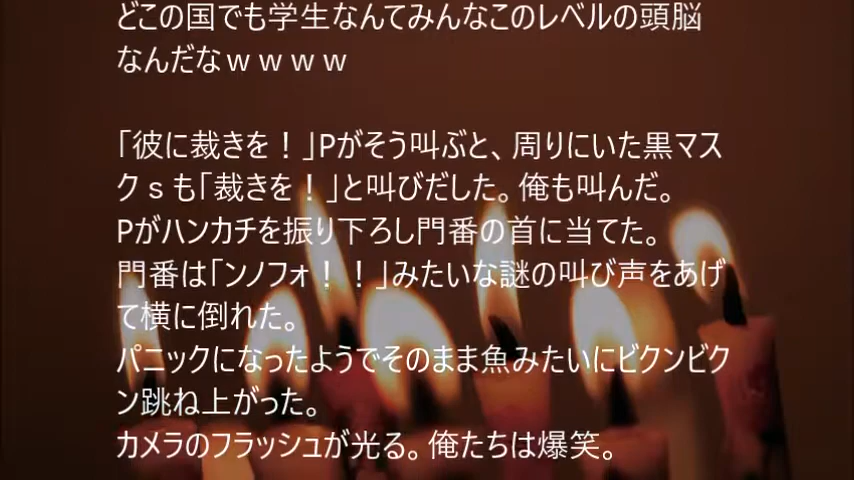 どこの国でも学生なんてみんなこのレベルの頭脳
なんだなｗｗｗｗ
「彼に裁きを！」Pがそう叫ぶと、周りにいた黒マス
クｓも「裁きを！」と叫びだした。俺も叫んだ。
Pがハンカチを振り下ろし門番の首に当てた。
門番は「ンノフォ！！」みたいな謎の叫び声をあげ
て横に倒れた。
パニックになったようでそのまま魚みたいにビクンビク
ン跳ね上がった。
カメラのフラッシュが光る。俺たちは爆笑。